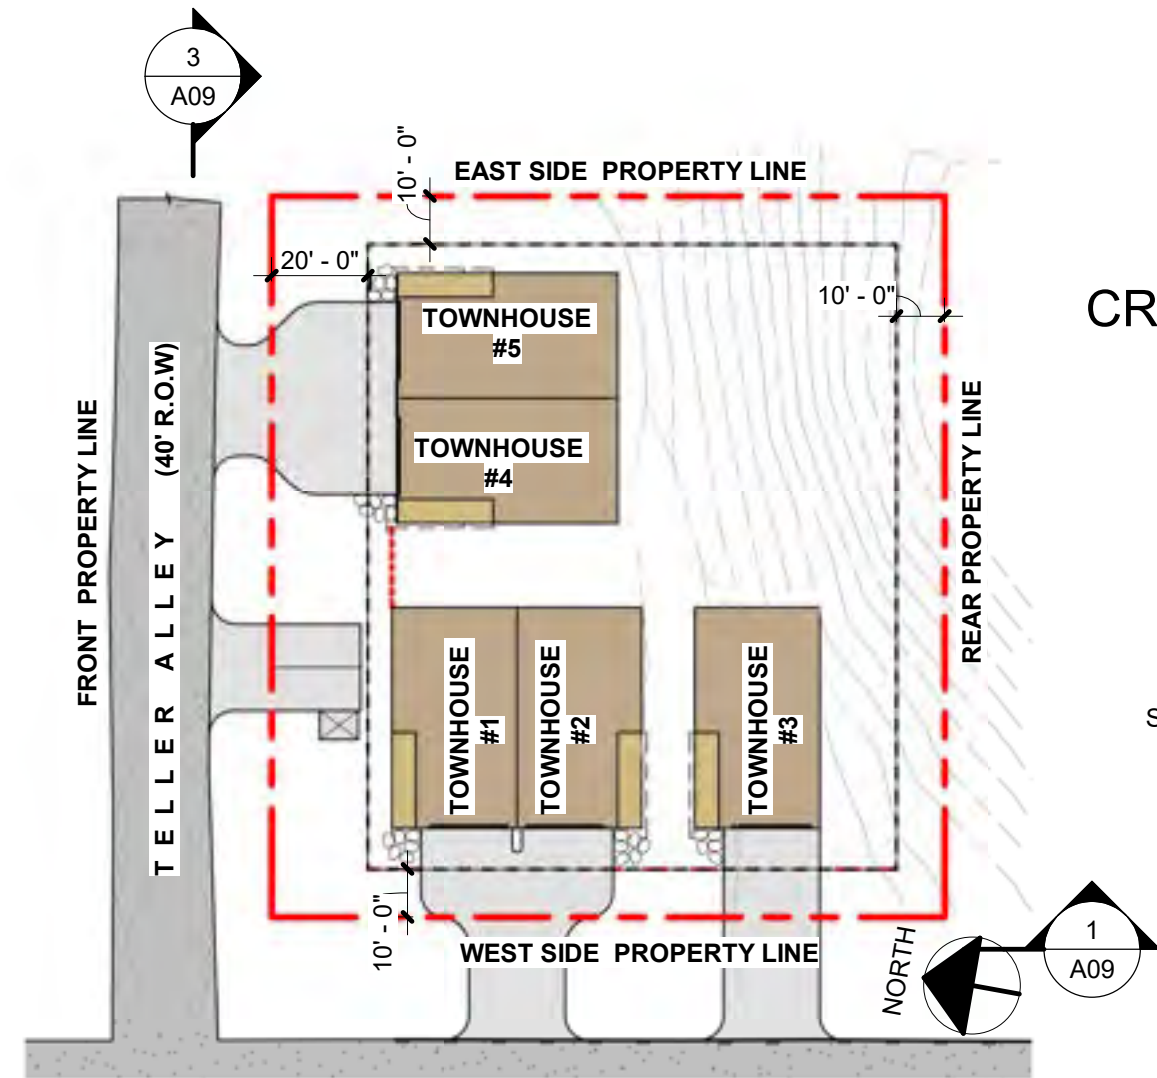 3
A09
10' - 0"
EAST SIDE PROPERTY LINE
20' - 0"
10' - 0"
CR
TOWNHOUSE
#5
TOWNHOUSE
#4
FRONT PROPERTY LINE
TELLER ALLEY (40' R.O.W)
REAR PROPERTY LINE
TOWNHOUSE
#1
TOWNHOUSE
#2
TOWNHOUSE
#3
S
10' - 0"
WEST SIDE PROPERTY LINE
NORTH
1
A09